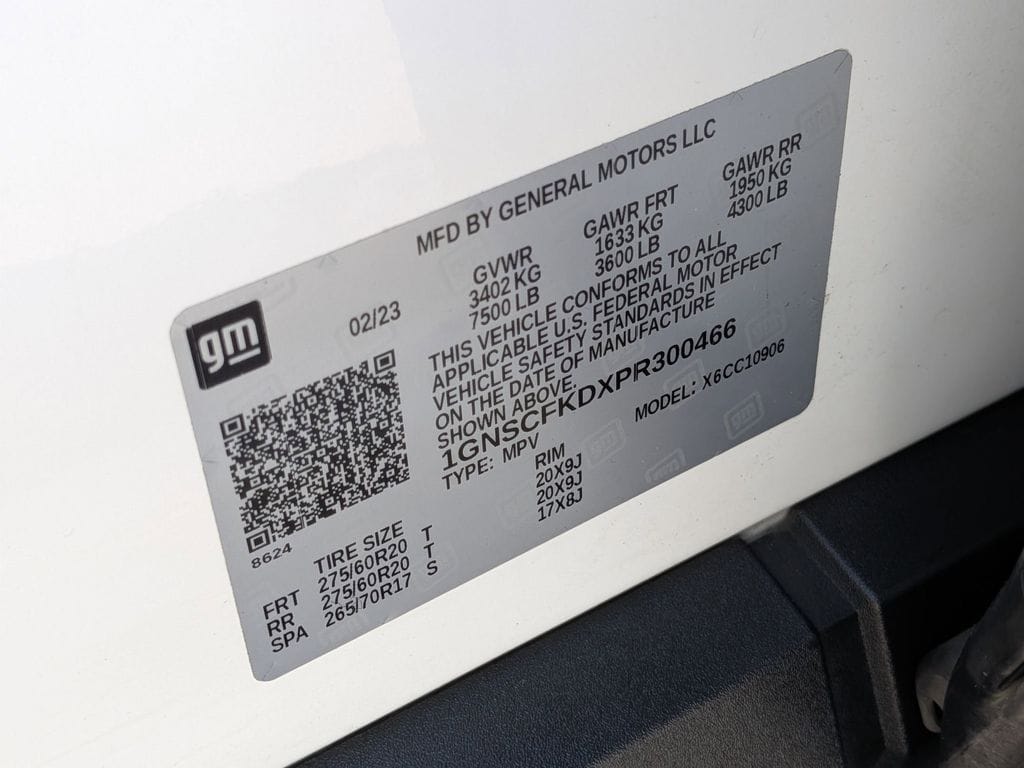 gm
02/23
MFD BY GENERAL MOTORS LLC
GVWR GAWR FRT GAWR RR
3402 KG 1633 KG 1950 KG
7500 LB 3600 LB 4300 LB
THIS VEHICLE CONFORMS TO ALL
APPLICABLE U.S. FEDERAL MOTOR
VEHICLE SAFETY STANDARDS IN EFFECT
ON THE DATE OF MANUFACTURE
SHOWN ABOVE.
1GNSCFKDXPR300466
TYPE: MPV MODEL: X6CC10906
8624
TIRE SIZE RIM
FRT 275/60R20 T 20X9J
RR 275/60R20 T 20X9J
SPA 265/70R17 S 17X8J